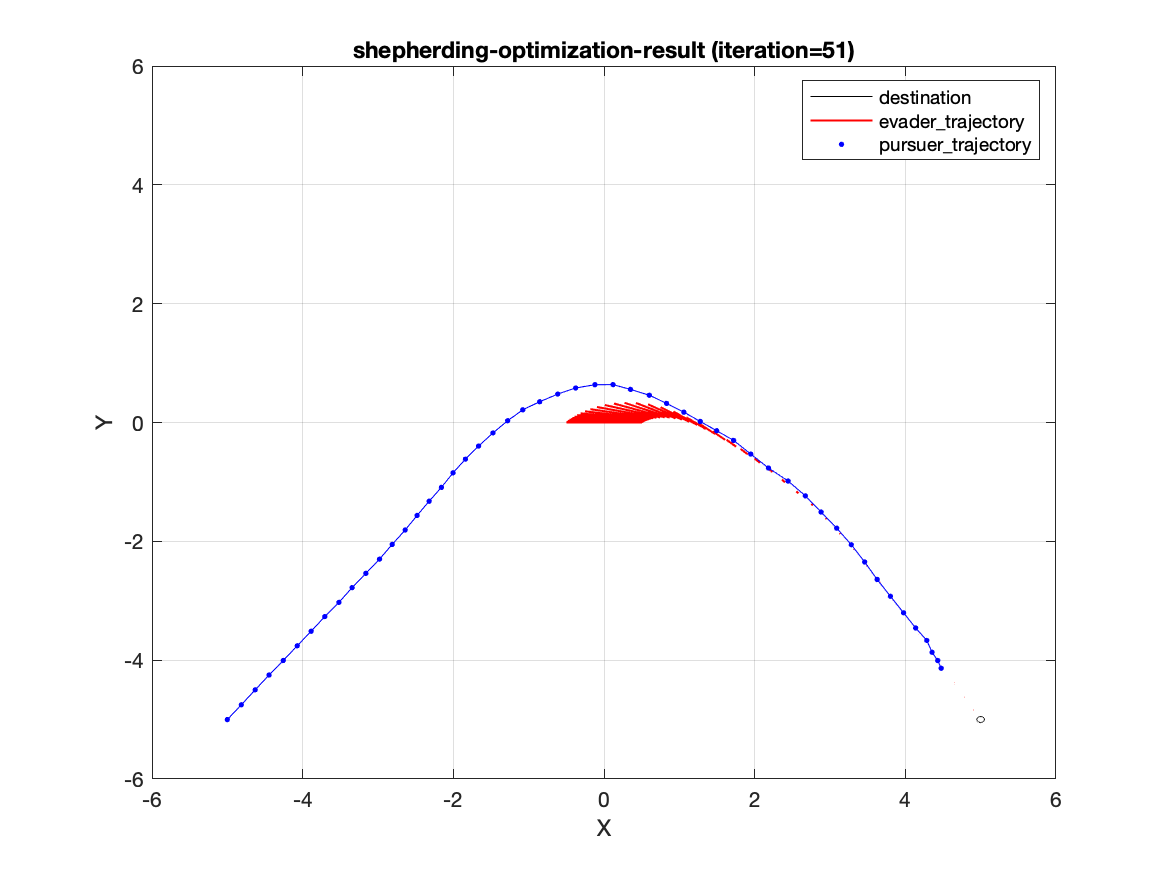 shepherding-optimization-result (iteration=51)
6
4
2
0
-2
-4
-6
-6
-4
-2
0
2
4
6
X
Y
destination
evader_trajectory
pursuer_trajectory